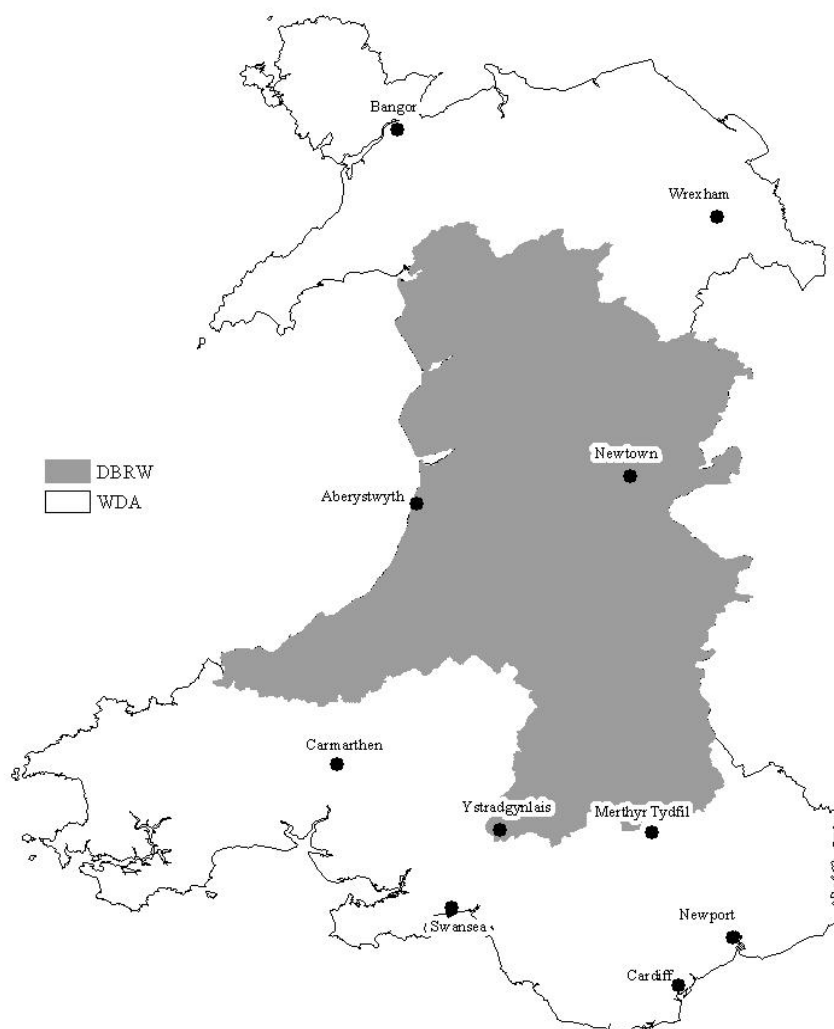 Bangor
Wrexham
DBRW
WDA
Newtown
Aberystwyth
Carmarthen
Ystradgynlais
Merthyr Tydfil
Swansea
Newport
Cardiff